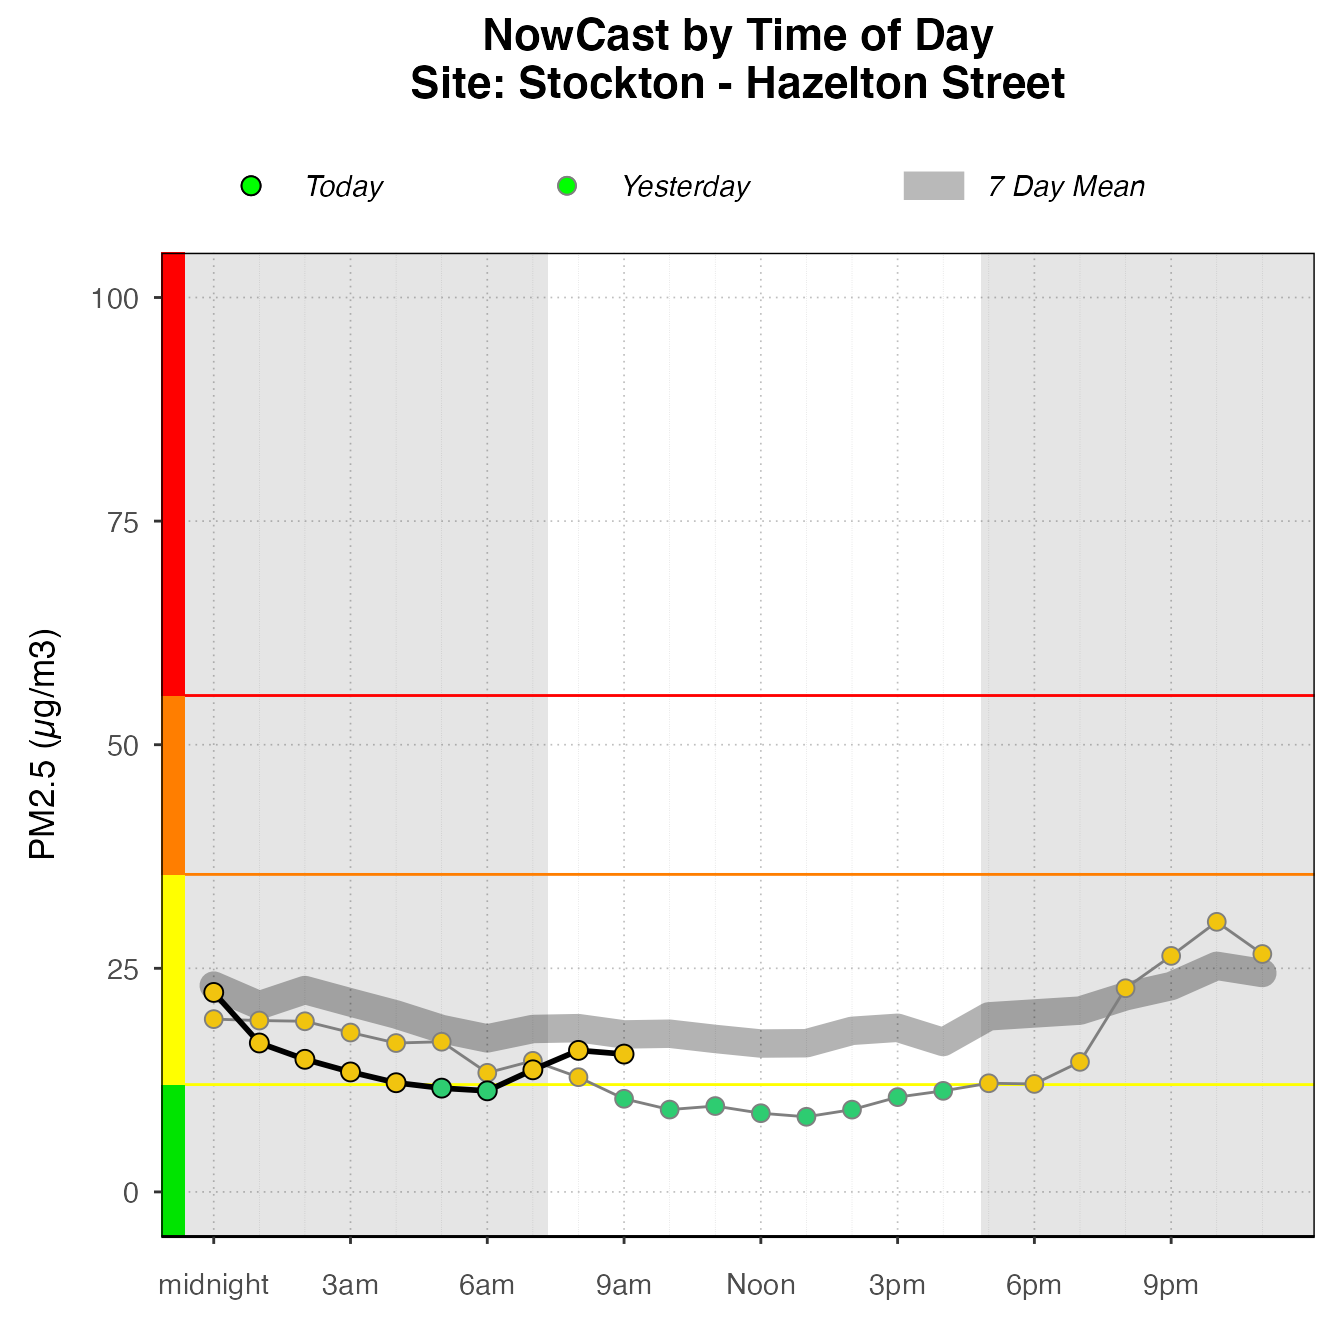 NowCast by Time of Day
Site: Stockton - Hazelton Street
Today Yesterday 7 Day Mean
PM2.5 (µg/m3)
100
75
50
25
0
midnight 3am 6am 9am Noon 3pm 6pm 9pm